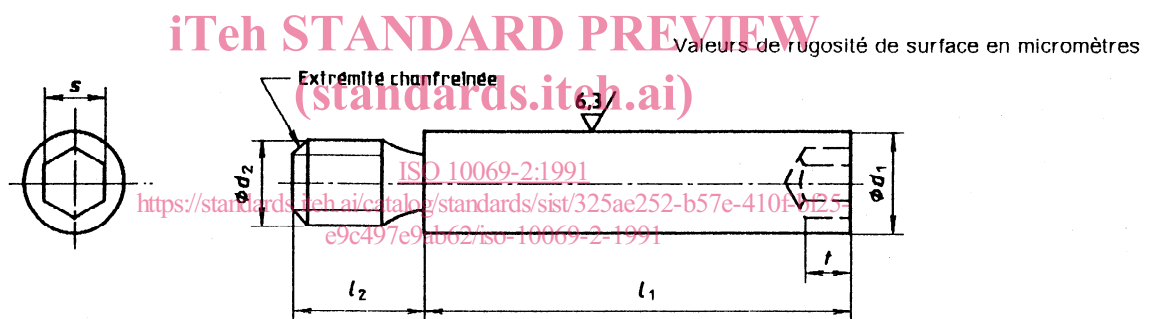 iTeh STANDARD PREVIEW
Valeurs de rugosité de surface en micromètres
Extrémité chanfreinée
(standards.iteh.ai)
s
6,3
ISO 10069-2:1991
ød₂
ød₁
https://standards.iteh.ai/catalog/standards/sist/325ae252-b57e-410f-bf25-
e9c497e9ab62/iso-10069-2-1991
t
l₂
l₁